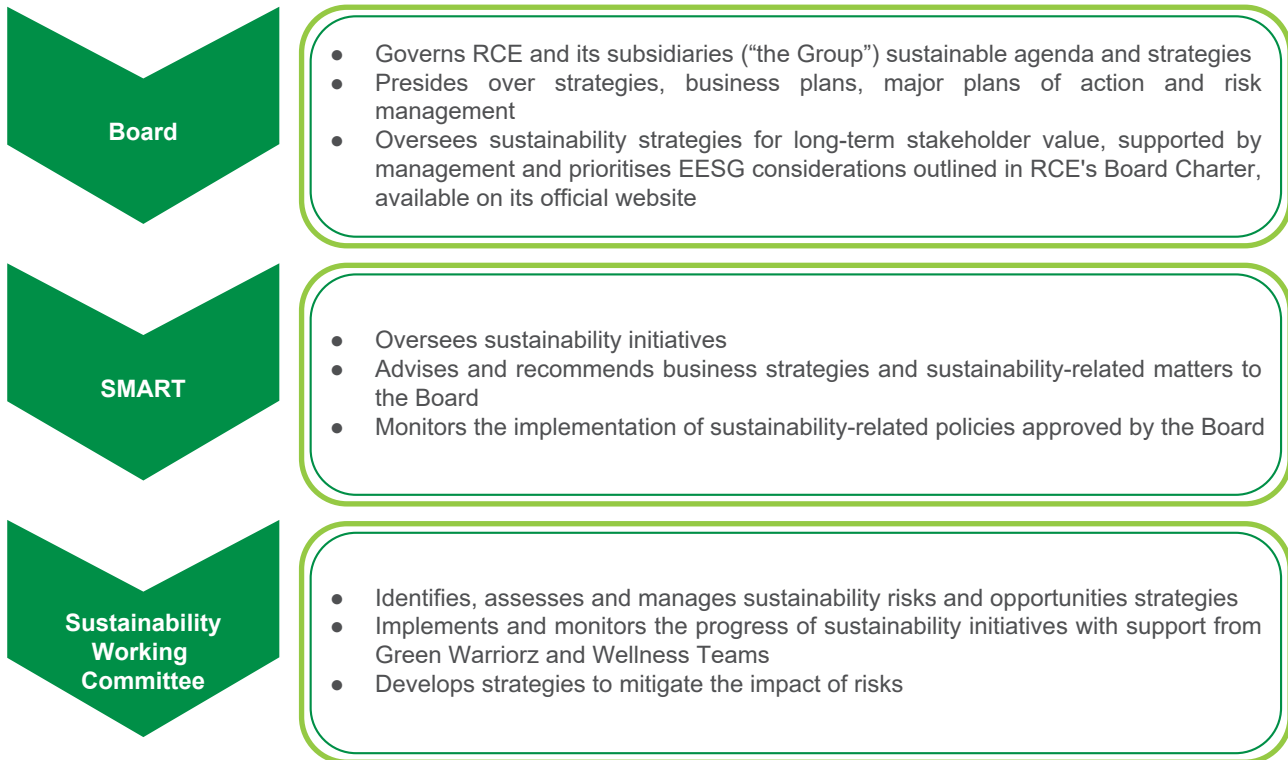 Board
● Governs RCE and its subsidiaries (“the Group”) sustainable agenda and strategies
● Presides over strategies, business plans, major plans of action and risk
management
● Oversees sustainability strategies for long-term stakeholder value, supported by
management and prioritises EESG considerations outlined in RCE's Board Charter,
available on its official website
SMART
● Oversees sustainability initiatives
● Advises and recommends business strategies and sustainability-related matters to
the Board
● Monitors the implementation of sustainability-related policies approved by the Board
Sustainability
Working
Committee
● Identifies, assesses and manages sustainability risks and opportunities strategies
● Implements and monitors the progress of sustainability initiatives with support from
Green Warriorz and Wellness Teams
● Develops strategies to mitigate the impact of risks